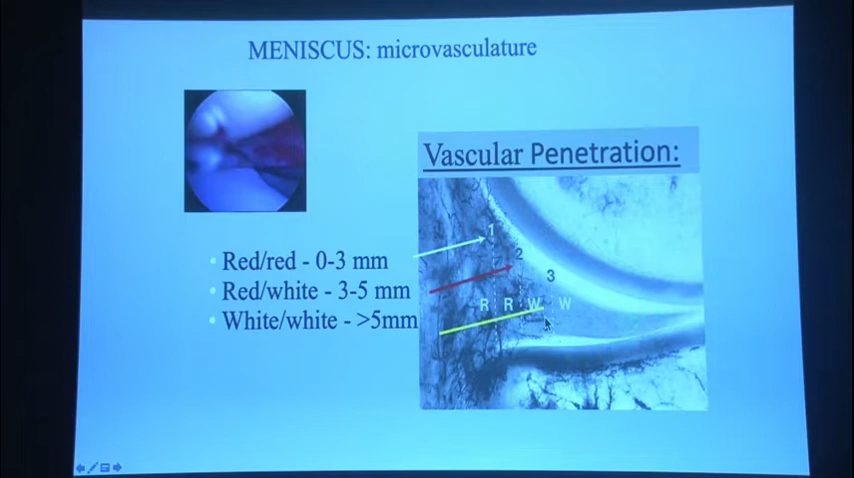 MENISCUS: microvasculature
Vascular Penetration:
• Red/red - 0-3 mm
• Red/white - 3-5 mm
• White/white - >5mm
1
2
3
R R W W